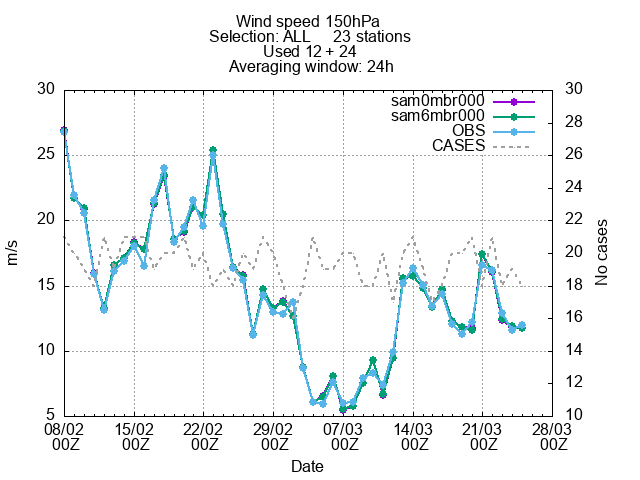 Wind speed 150hPa
Selection: ALL 23 stations
Used 12 + 24
Averaging window: 24h
sam0mbr000
sam6mbr000
OBS
CASES
m/s
30
25
20
15
10
5
No cases
30
28
26
24
22
20
18
16
14
12
10
08/02 15/02 22/02 29/02 07/03 14/03 21/03 28/03
00Z 00Z 00Z 00Z 00Z 00Z 00Z 00Z
Date